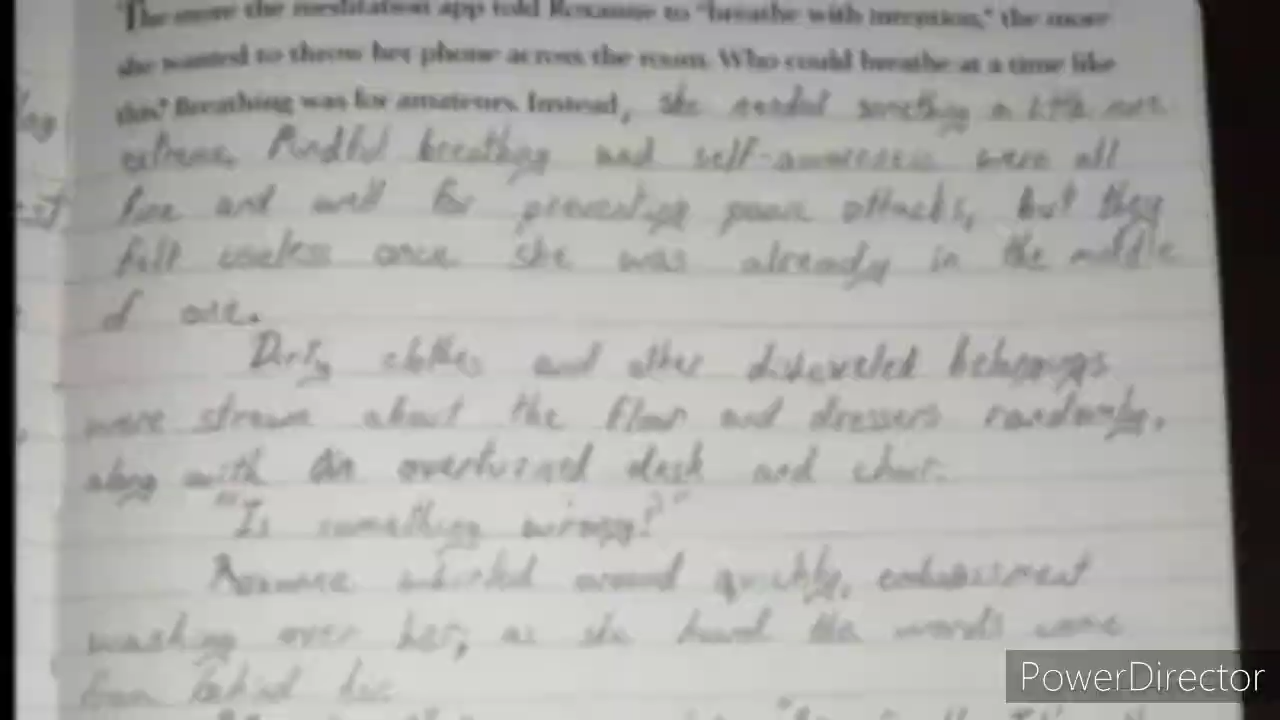 The more the meditation app told Roxanne to "breathe with intention," the more
she wanted to throw her phone across the room. Who could breathe at a time like
this? Breathing was for amateurs. Instead, she needed something a little more
extreme. Mindful breathing and self-awareness were all
fine and well for preventing panic attacks, but they
felt useless once she was already in the middle
of one.
Dirty clothes and other disheveled belongings
were strewn about the floor and dressers randomly,
along with an overturned desk and chair.
"Is something wrong?"
Roxanne whirled around quickly, embarrassment
washing over her, as she heard the words come
from behind her.
PowerDirector